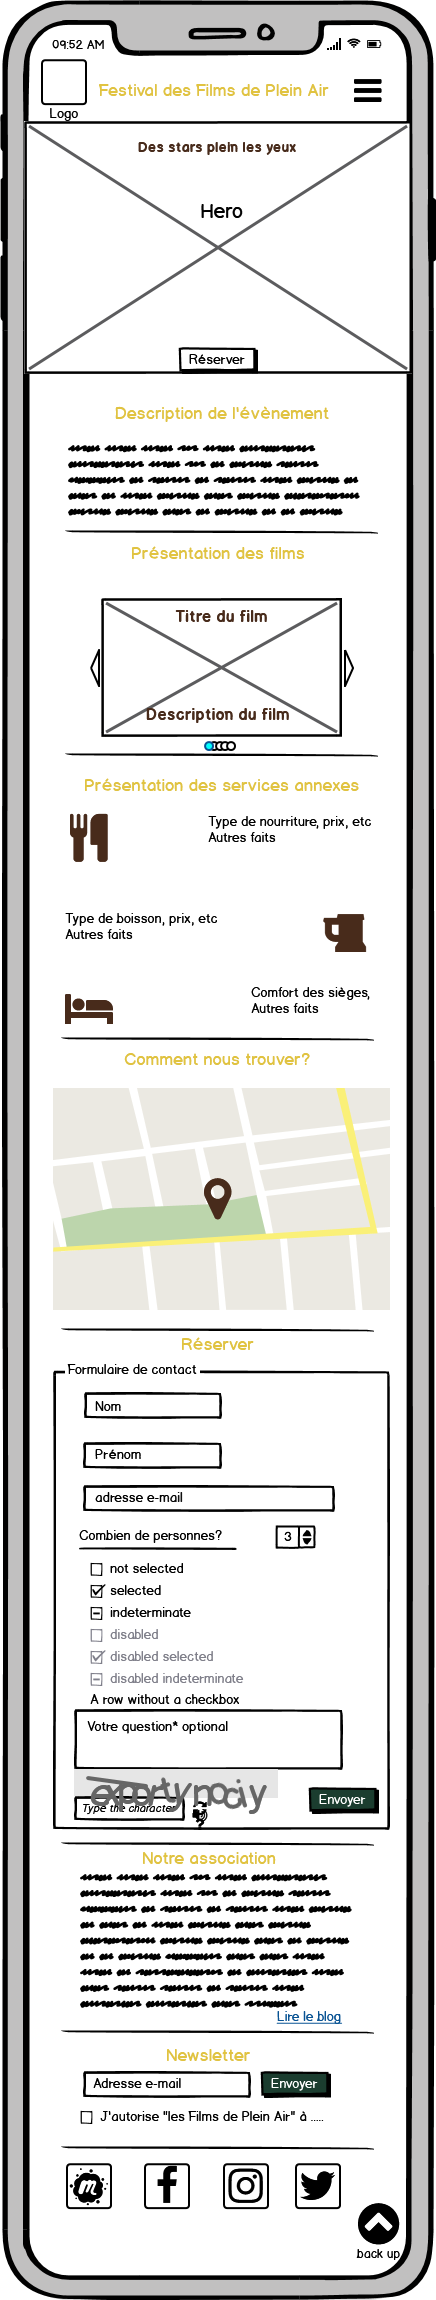 09:52 AM
Festival des Films de Plein Air
Logo
Des stars plein les yeux
Hero
Réserver
Description de l'évènement
Présentation des films
Titre du film
Description du film
Présentation des services annexes
Type de nourriture, prix, etc
Autres faits
Type de boisson, prix, etc
Autres faits
Comfort des sièges,
Autres faits
Comment nous trouver?
Réserver
Formulaire de contact
Nom
Prénom
adresse e-mail
Combien de personnes?
3
not selected
selected
indeterminate
disabled
disabled selected
disabled indeterminate
A row without a checkbox
Votre question* optional
Type the character
Envoyer
Notre association
Lire le blog
Newsletter
Adresse e-mail
Envoyer
J'autorise "les Films de Plein Air" à .....
m
back up